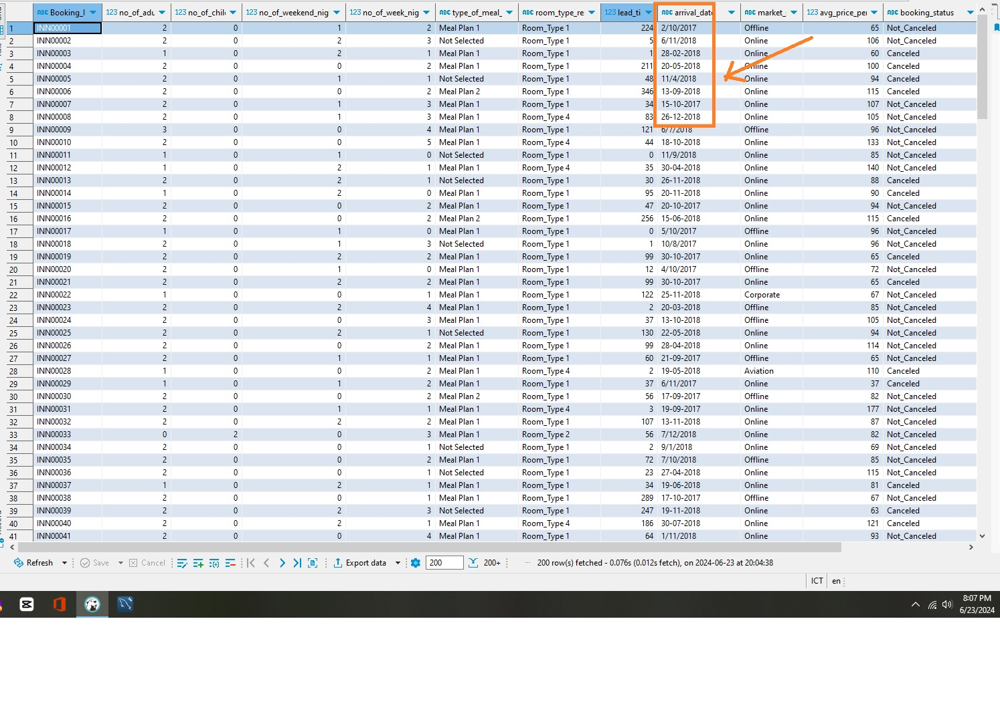 ABC Booking_I 123 no_of_adu 123 no_of_chilc 123 no_of_weekend_nig 123 no_of_week_nig ABC type_of_meal_ ABC room_type_re 123 lead_ti ABC arrival_date ABC market_ 123 avg_price_per ABC booking_status
1 INN00001 2 0 1 2 Meal Plan 1 Room_Type 1 224 2/10/2017 Offline 65 Not_Canceled
2 INN00002 2 0 2 3 Not Selected Room_Type 1 5 6/11/2018 Online 106 Not_Canceled
3 INN00003 1 0 2 1 Meal Plan 1 Room_Type 1 1 28-02-2018 Online 60 Canceled
4 INN00004 2 0 0 2 Meal Plan 1 Room_Type 1 211 20-05-2018 Online 100 Canceled
5 INN00005 2 0 1 1 Not Selected Room_Type 1 48 11/4/2018 Online 94 Canceled
6 INN00006 2 0 0 2 Meal Plan 2 Room_Type 1 346 13-09-2018 Online 115 Canceled
7 INN00007 2 0 1 3 Meal Plan 1 Room_Type 1 34 15-10-2017 Online 107 Not_Canceled
8 INN00008 2 0 1 3 Meal Plan 1 Room_Type 4 83 26-12-2018 Online 105 Not_Canceled
9 INN00009 3 0 0 4 Meal Plan 1 Room_Type 1 121 6/7/2018 Offline 96 Not_Canceled
10 INN00010 2 0 0 5 Meal Plan 1 Room_Type 4 44 18-10-2018 Online 133 Not_Canceled
11 INN00011 1 0 1 0 Not Selected Room_Type 1 0 11/9/2018 Online 85 Not_Canceled
12 INN00012 1 0 2 1 Meal Plan 1 Room_Type 4 35 30-04-2018 Online 140 Not_Canceled
13 INN00013 2 0 2 1 Not Selected Room_Type 1 30 26-11-2018 Online 88 Canceled
14 INN00014 1 0 2 0 Meal Plan 1 Room_Type 1 95 20-11-2018 Online 90 Canceled
15 INN00015 2 0 0 2 Meal Plan 1 Room_Type 1 47 20-10-2017 Online 94 Not_Canceled
16 INN00016 2 0 0 2 Meal Plan 2 Room_Type 1 256 15-06-2018 Online 115 Canceled
17 INN00017 1 0 1 0 Meal Plan 1 Room_Type 1 0 5/10/2017 Offline 96 Not_Canceled
18 INN00018 2 0 1 3 Not Selected Room_Type 1 1 10/8/2017 Online 96 Not_Canceled
19 INN00019 2 0 2 2 Meal Plan 1 Room_Type 1 99 30-10-2017 Online 65 Canceled
20 INN00020 2 0 1 0 Meal Plan 1 Room_Type 1 12 4/10/2017 Offline 72 Not_Canceled
21 INN00021 2 0 2 2 Meal Plan 1 Room_Type 1 99 30-10-2017 Online 65 Canceled
22 INN00022 1 0 0 1 Meal Plan 1 Room_Type 1 122 25-11-2018 Corporate 67 Not_Canceled
23 INN00023 2 0 2 4 Meal Plan 1 Room_Type 1 2 20-03-2018 Offline 85 Not_Canceled
24 INN00024 2 0 0 3 Meal Plan 1 Room_Type 1 37 13-10-2018 Offline 105 Not_Canceled
25 INN00025 2 0 2 1 Not Selected Room_Type 1 130 22-05-2018 Online 94 Not_Canceled
26 INN00026 2 0 0 2 Meal Plan 1 Room_Type 1 99 28-04-2018 Online 114 Not_Canceled
27 INN00027 2 0 1 1 Meal Plan 1 Room_Type 1 60 21-09-2017 Offline 65 Not_Canceled
28 INN00028 1 0 0 2 Meal Plan 1 Room_Type 4 2 19-05-2018 Aviation 110 Canceled
29 INN00029 1 0 1 2 Meal Plan 1 Room_Type 1 37 6/11/2017 Online 37 Canceled
30 INN00030 2 0 0 2 Meal Plan 2 Room_Type 1 56 17-09-2017 Offline 82 Not_Canceled
31 INN00031 2 0 1 1 Meal Plan 1 Room_Type 4 3 19-09-2017 Online 177 Not_Canceled
32 INN00032 2 0 2 2 Meal Plan 1 Room_Type 1 107 13-11-2018 Online 87 Not_Canceled
33 INN00033 0 2 0 3 Meal Plan 1 Room_Type 2 56 7/12/2018 Online 82 Not_Canceled
34 INN00034 2 0 0 1 Not Selected Room_Type 1 2 9/1/2018 Online 69 Not_Canceled
35 INN00035 2 0 0 2 Meal Plan 1 Room_Type 1 72 7/10/2018 Offline 85 Not_Canceled
36 INN00036 2 0 0 1 Not Selected Room_Type 1 23 27-04-2018 Online 115 Not_Canceled
37 INN00037 1 0 2 1 Meal Plan 1 Room_Type 1 34 19-06-2018 Online 81 Canceled
38 INN00038 2 0 0 1 Meal Plan 1 Room_Type 1 289 17-10-2017 Offline 67 Not_Canceled
39 INN00039 2 0 2 3 Not Selected Room_Type 1 247 19-11-2018 Online 63 Canceled
40 INN00040 2 0 2 1 Meal Plan 1 Room_Type 4 186 30-07-2018 Online 121 Canceled
41 INN00041 2 0 0 4 Meal Plan 1 Room_Type 1 64 1/11/2018 Online 93 Not_Canceled
Refresh Save Cancel Export data 200 200+ ··· 200 row(s) fetched - 0.076s (0.012s fetch), on 2024-06-23 at 20:04:38
ICT en
8:07 PM
6/23/2024